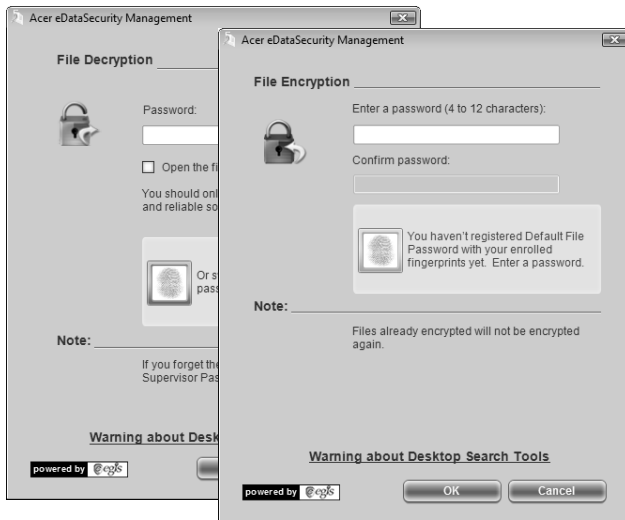 Acer eDataSecurity Management
File Decryption
Password:
Open the fi
You should onl
and reliable so
Or s
pass
Note:
If you forget the
Supervisor Pas
Warning about Desk
powered by egis
Acer eDataSecurity Management
File Encryption
Enter a password (4 to 12 characters):
Confirm password:
You haven't registered Default File
Password with your enrolled
fingerprints yet. Enter a password.
Note:
Files already encrypted will not be encrypted
again.
Warning about Desktop Search Tools
powered by egis
OK
Cancel